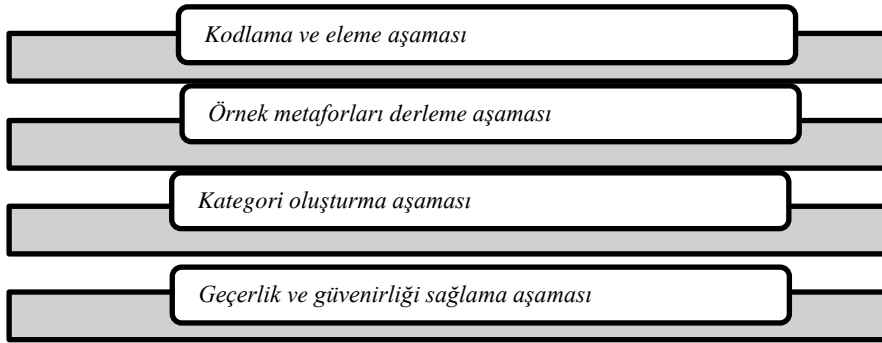 Kodlama ve eleme aşaması
Örnek metaforları derleme aşaması
Kategori oluşturma aşaması
Geçerlik ve güvenirliği sağlama aşaması